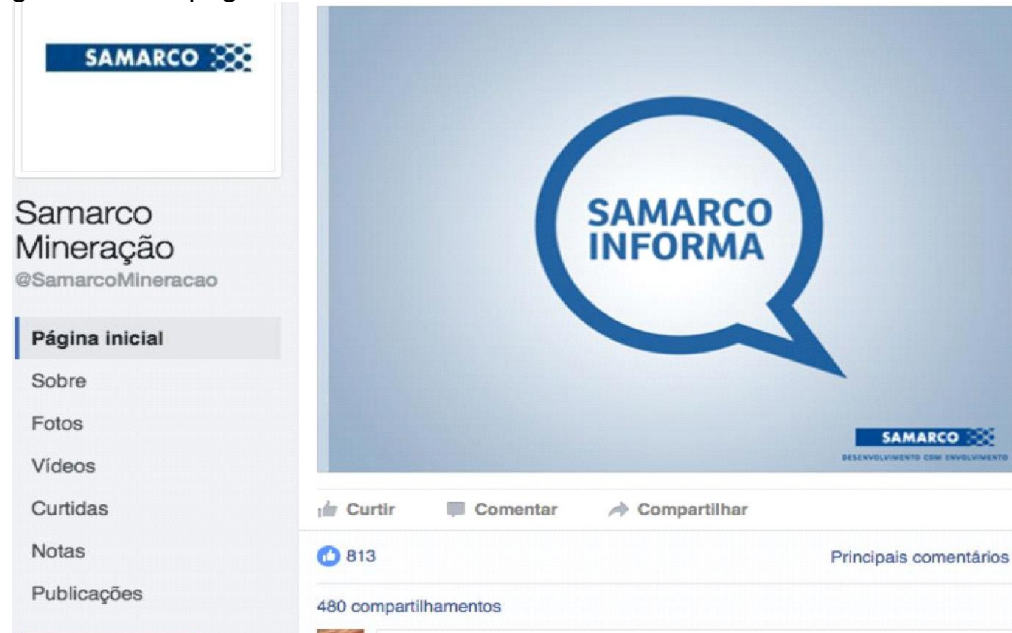 SAMARCO
Samarco
Mineração
@SamarcoMineracao
Página inicial
Sobre
Fotos
Vídeos
Curtidas
Notas
Publicações
SAMARCO
INFORMA
SAMARCO
DESENVOLVIMENTO COM ENVOLVIMENTO
Curtir Comentar Compartilhar
813 Principais comentários
480 compartilhamentos